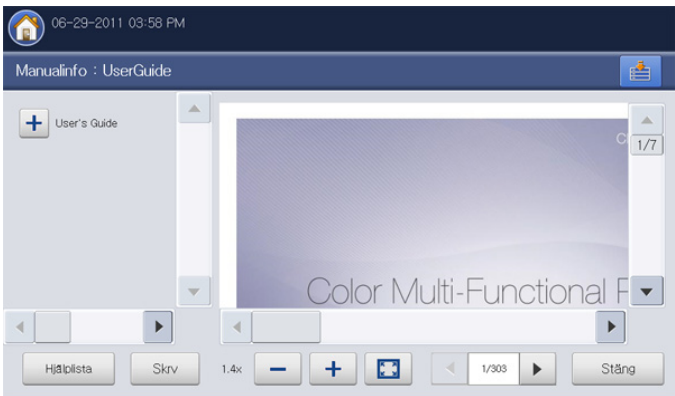 06-29-2011 03:58 PM
Manualinfo : UserGuide
User's Guide
1/7
Color Multi-Functional
Hjälplista
Skrv
1.4x
1/303
Stäng